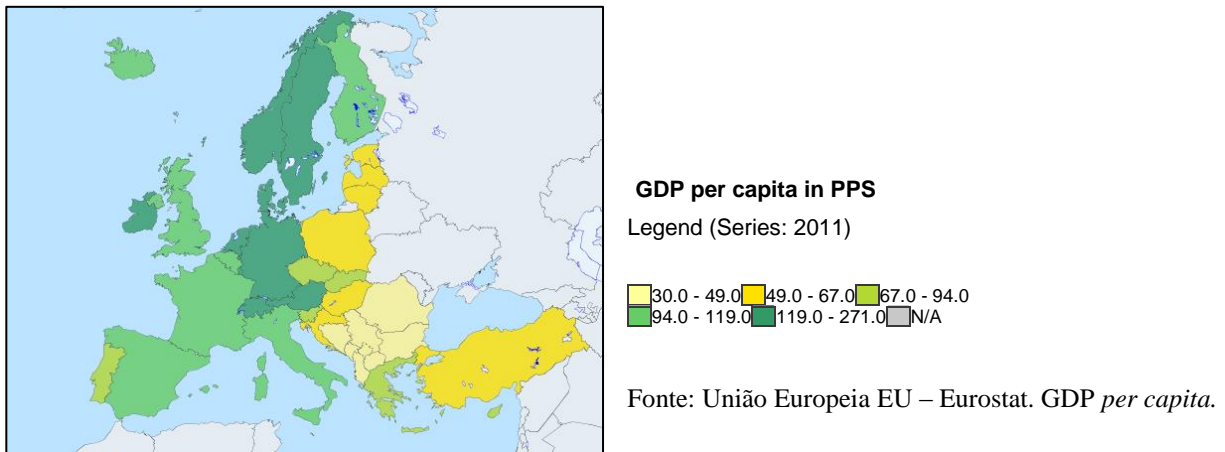 GDP per capita in PPS
Legend (Series: 2011)
30.0 - 49.0 49.0 - 67.0 67.0 - 94.0
94.0 - 119.0 119.0 - 271.0 N/A
Fonte: União Europeia EU – Eurostat. GDP per capita.